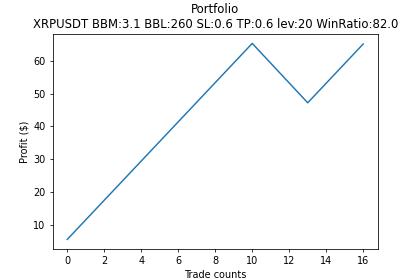 Portfolio
XRPUSDT BBM:3.1 BBL:260 SL:0.6 TP:0.6 lev:20 WinRatio:82.0
Profit ($)
60
50
40
30
20
10
0 2 4 6 8 10 12 14 16
Trade counts